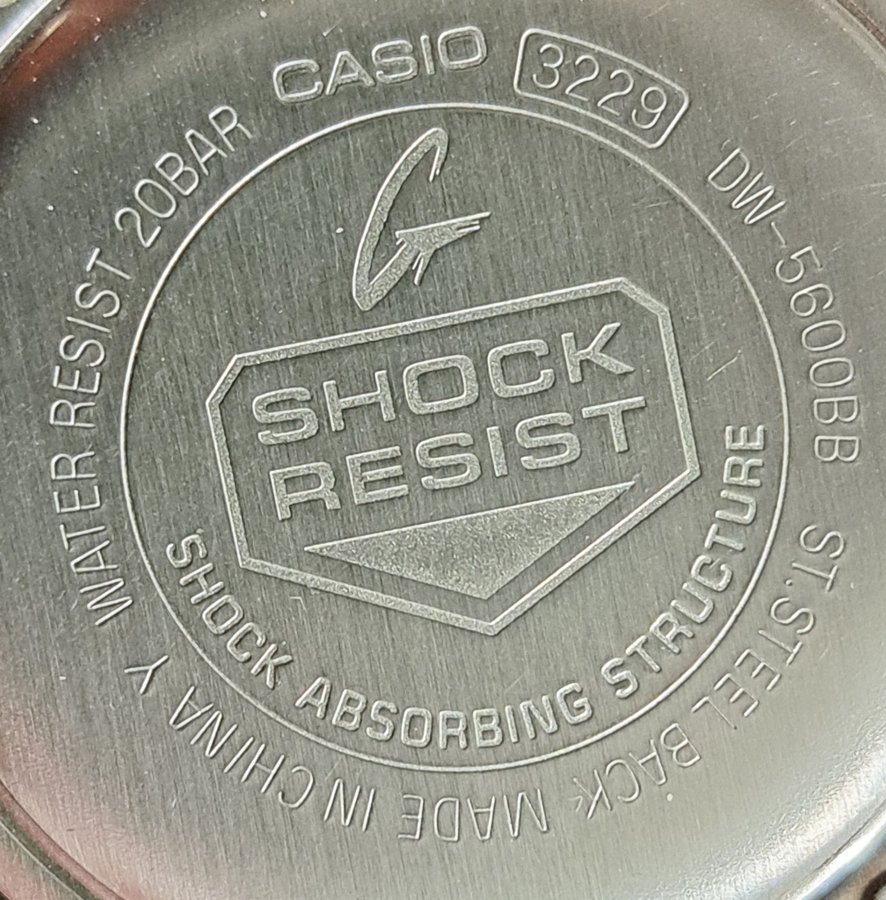 CASIO
3229
DW-5600BB
ST.STEEL BACK
MADE IN CHINA Y
WATER RESIST 20BAR
G
SHOCK
RESIST
SHOCK ABSORBING STRUCTURE